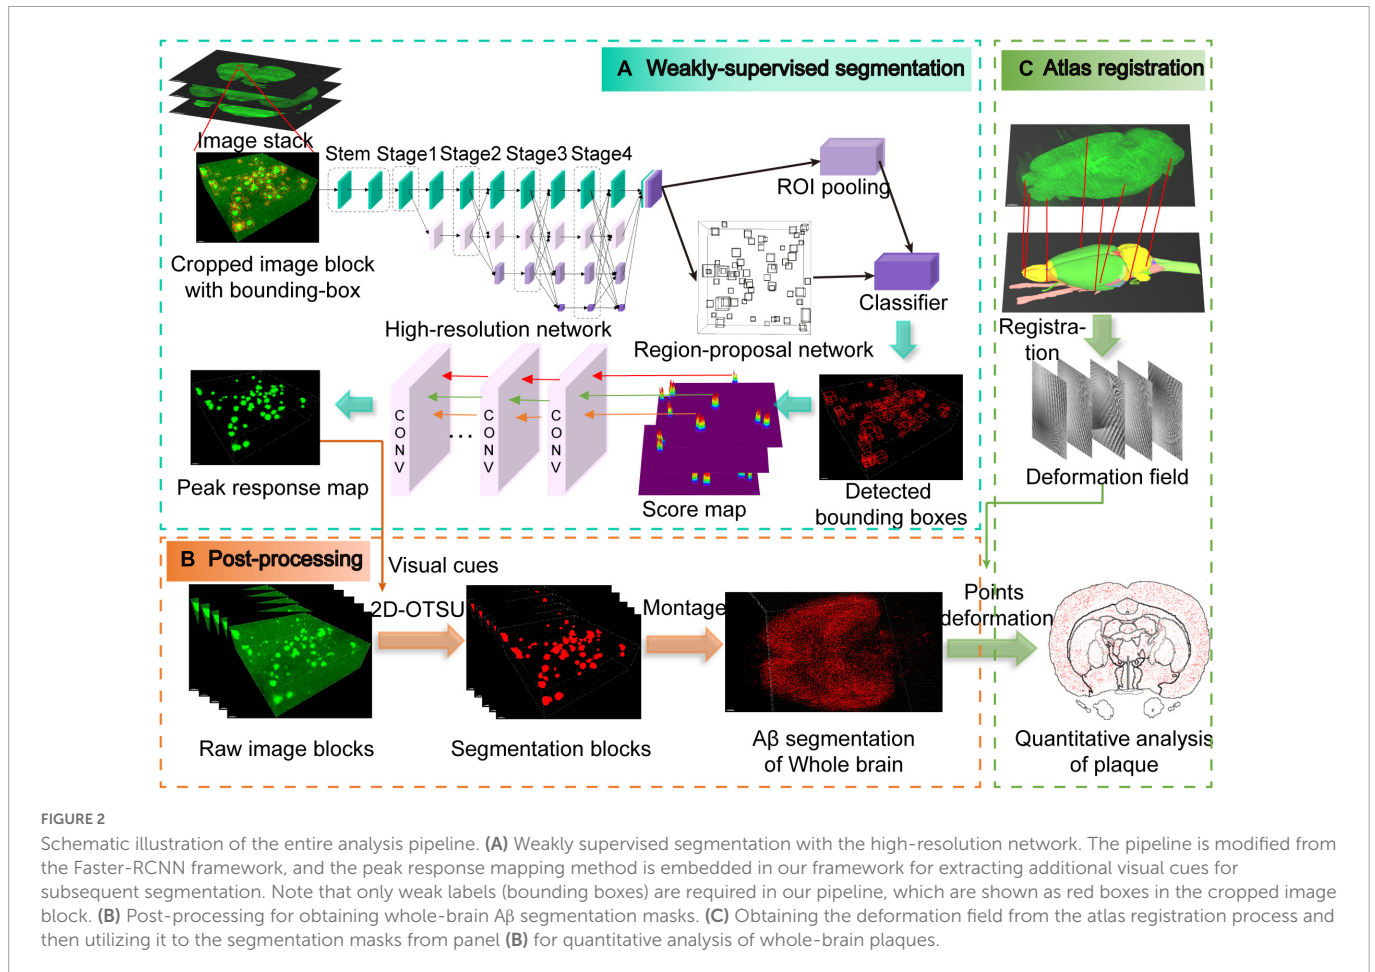 A Weakly-supervised segmentation
C Atlas registration
Image stack
Stem Stage1 Stage2 Stage3 Stage4
ROI pooling
Cropped image block
with bounding-box
Classifier
High-resolution network
Region-proposal network
Registra-
tion
CONV
...
CONV
CONV
Peak response map
Score map
Detected
bounding boxes
Deformation field
B Post-processing
Visual cues
2D-OTSU
Montage
Points
deformation
Raw image blocks
Segmentation blocks
Aβ segmentation
of Whole brain
Quantitative analysis
of plaque
FIGURE 2
Schematic illustration of the entire analysis pipeline. (A) Weakly supervised segmentation with the high-resolution network. The pipeline is modified from
the Faster-RCNN framework, and the peak response mapping method is embedded in our framework for extracting additional visual cues for
subsequent segmentation. Note that only weak labels (bounding boxes) are required in our pipeline, which are shown as red boxes in the cropped image
block. (B) Post-processing for obtaining whole-brain Aβ segmentation masks. (C) Obtaining the deformation field from the atlas registration process and
then utilizing it to the segmentation masks from panel (B) for quantitative analysis of whole-brain plaques.